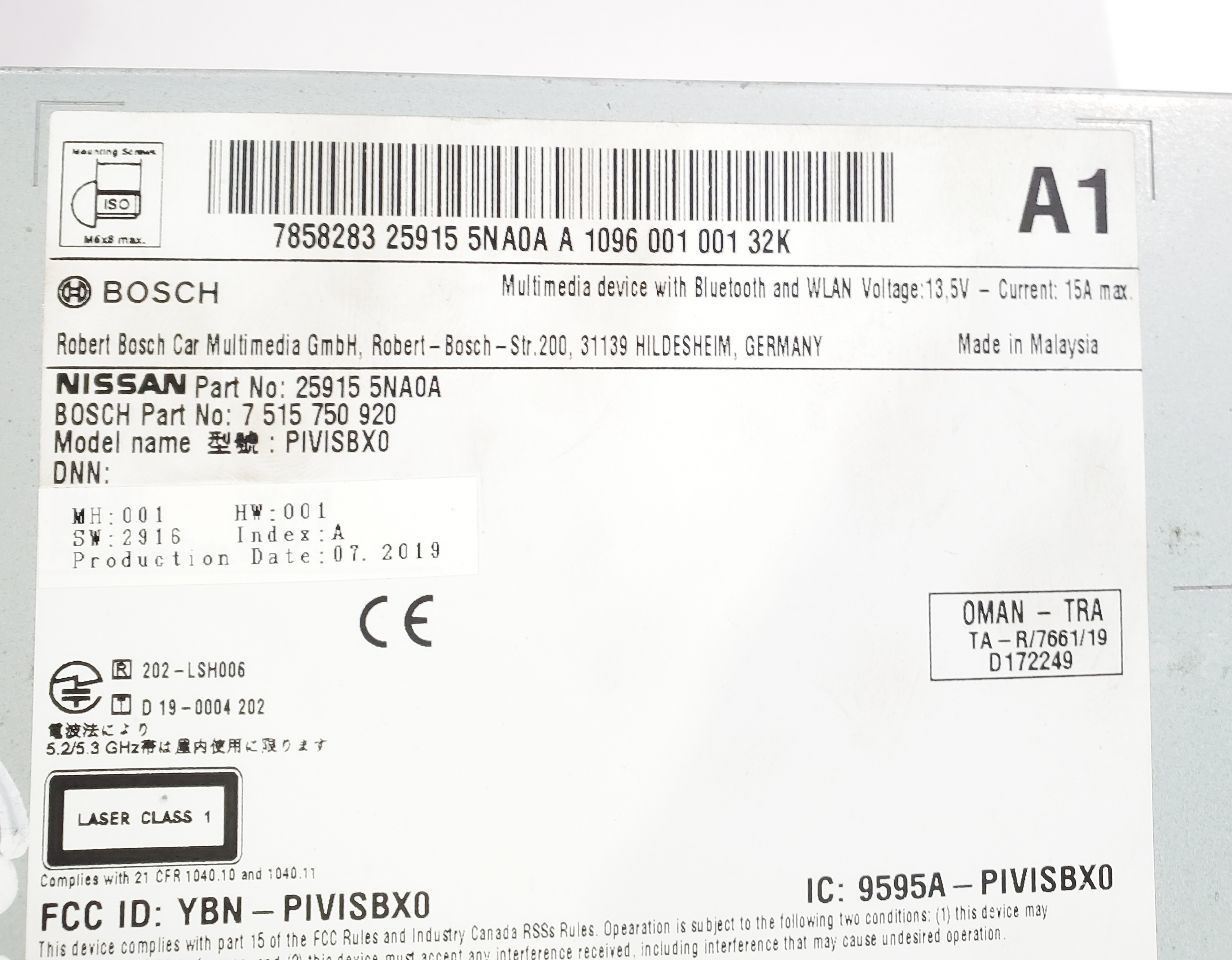 Mounting Screws
ISO
M6x8 max.
7858283 25915 5NA0A A 1096 001 001 32K
A1
BOSCH
Multimedia device with Bluetooth and WLAN Voltage:13,5V - Current: 15A max.
Robert Bosch Car Multimedia GmbH, Robert-Bosch-Str.200, 31139 HILDESHEIM, GERMANY
Made in Malaysia
NISSAN Part No: 25915 5NA0A
BOSCH Part No: 7 515 750 920
Model name 型號 : PIVISBX0
DNN:
MH:001 HW:001
SW:2916 Index:A
Production Date:07. 2019
CE
OMAN - TRA
TA-R/7661/19
D172249
R 202-LSH006
T D 19-0004 202
電波法により
5.2/5.3 GHz帯は屋内使用に限ります
LASER CLASS 1
Complies with 21 CFR 1040.10 and 1040.11
FCC ID: YBN-PIVISBX0
IC: 9595A-PIVISBX0
This device complies with part 15 of the FCC Rules and Industry Canada RSSs Rules. Opearation is subject to the following two conditions: (1) this device may
and (2) this device must accept any interference received, including interference that may cause undesired operation.